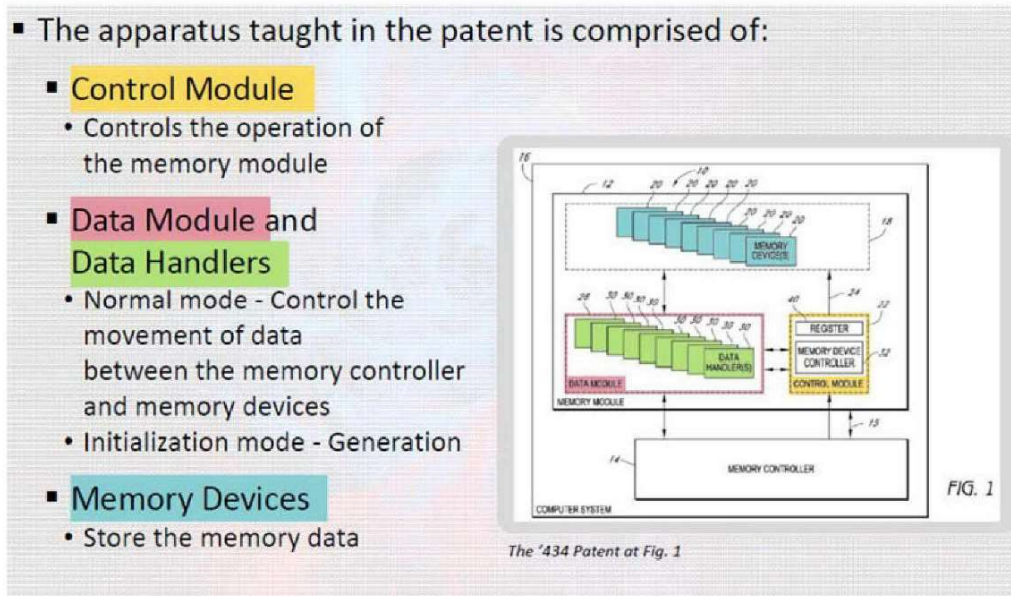 ▪ The apparatus taught in the patent is comprised of:
▪ Control Module
• Controls the operation of
the memory module
▪ Data Module and
Data Handlers
• Normal mode - Control the
movement of data
between the memory controller
and memory devices
• Initialization mode - Generation
▪ Memory Devices
• Store the memory data
16
12
10
20 20 20 20 20
20 20 20 20
18
MEMORY
DEVICE(S)
24
28
30 30 30 30
30 30 30 30 30
40
22
REGISTER
DATA
HANDLER(S)
MEMORY DEVICE
CONTROLLER
32
DATA MODULE
CONTROL MODULE
MEMORY MODULE
15
14
MEMORY CONTROLLER
COMPUTER SYSTEM
FIG. 1
The '434 Patent at Fig. 1